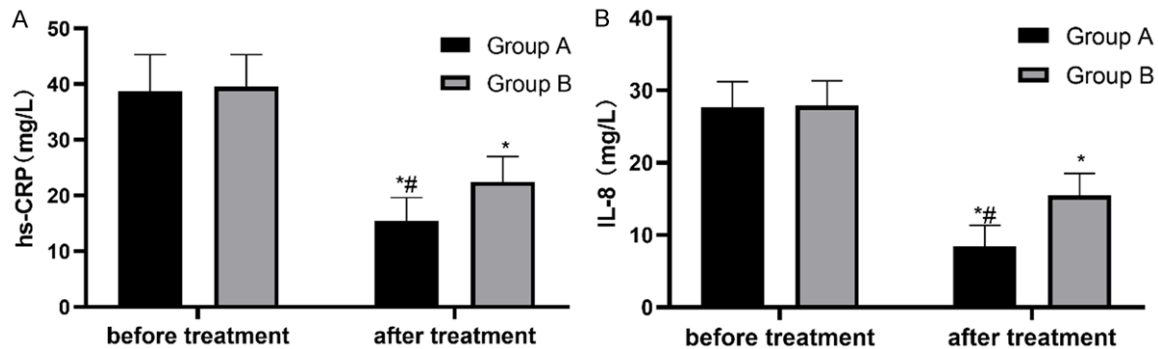 A
50
40
30
20
10
0
hs-CRP(mg/L)
Group A
Group B
*#
*
before treatment
after treatment
B
40
30
20
10
0
IL-8 (mg/L)
Group A
Group B
*#
*
before treatment
after treatment